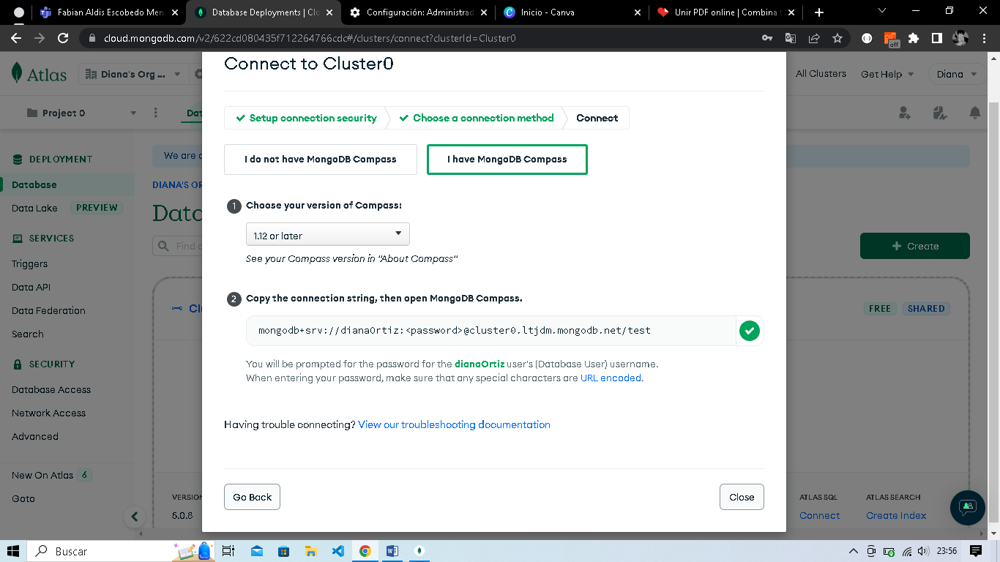 Fabian Aldis Escobedo Men
Database Deployments | Clo
Configuración: Administrad
Inicio - Canva
Unir PDF online | Combina
cloud.mongodb.com/v2/622cd080435f712264766cdc#/clusters/connect?clusterId=Cluster0
off
Atlas
Diana's Org ...
All Clusters
Get Help
Diana
Project 0
Dat
DEPLOYMENT
Database
Data Lake
PREVIEW
SERVICES
Triggers
Data API
Data Federation
Search
SECURITY
Database Access
Network Access
Advanced
New On Atlas 6
Goto
We are
DIANA'S OR
Data
Find
Create
Clu
FREE
SHARED
VERSION
5.0.8
ATLAS SQL
Connect
ATLAS SEARCH
Create Index
Connect to Cluster0
Setup connection security
Choose a connection method
Connect
I do not have MongoDB Compass
I have MongoDB Compass
1 Choose your version of Compass:
1.12 or later
See your Compass version in "About Compass"
2 Copy the connection string, then open MongoDB Compass.
mongodb+srv://dianaOrtiz:<password>@cluster0.ltjdm.mongodb.net/test
You will be prompted for the password for the dianaOrtiz user's (Database User) username.
When entering your password, make sure that any special characters are URL encoded.
Having trouble connecting? View our troubleshooting documentation
Go Back
Close
Buscar
23:56